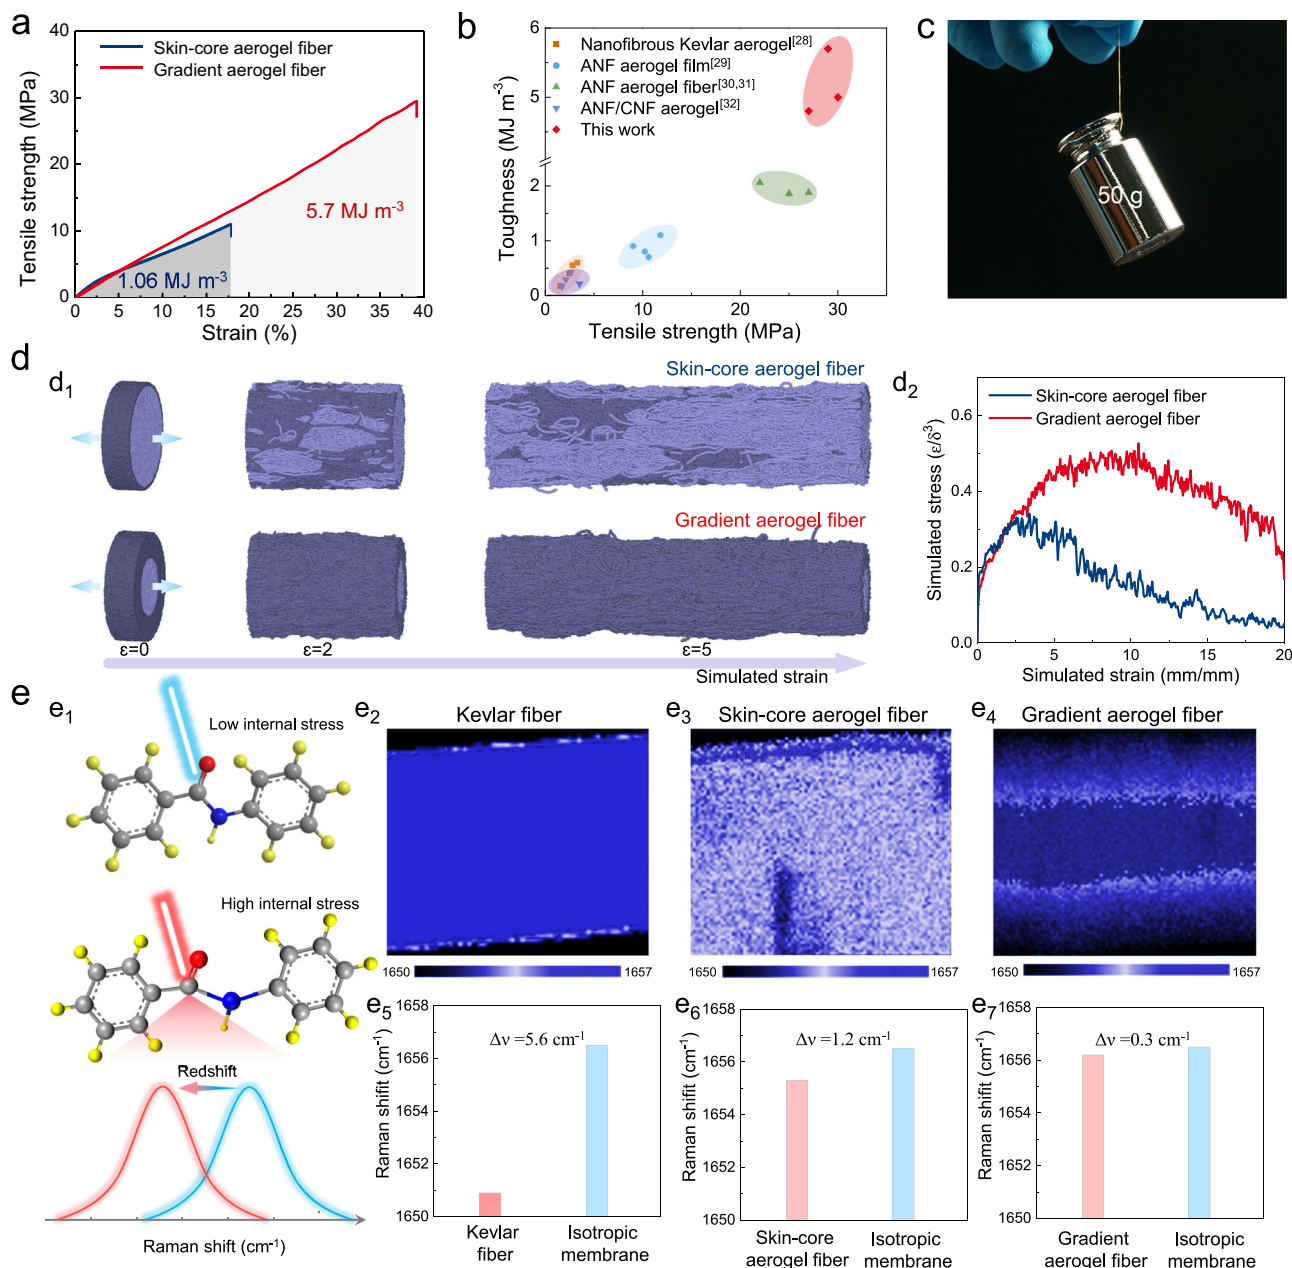 a
Tensile strength (MPa)
40
30
20
10
0
Skin-core aerogel fiber
Gradient aerogel fiber
5.7 MJ m-3
1.06 MJ m-3
0 5 10 15 20 25 30 35 40
Strain (%)
b
Toughness (MJ m-3)
6
5
4
2
1
0
Nanofibrous Kevlar aerogel[28]
ANF aerogel film[29]
ANF aerogel fiber[30,31]
ANF/CNF aerogel[32]
This work
0 10 20 30
Tensile strength (MPa)
c
50 g
d
d1
Skin-core aerogel fiber
Gradient aerogel fiber
ε=0 ε=2 ε=5
Simulated strain
d2
Simulated stress (ε/δ3)
0.6
0.4
0.2
0.0
Skin-core aerogel fiber
Gradient aerogel fiber
0 5 10 15 20
Simulated strain (mm/mm)
e
e1
Low internal stress
High internal stress
Redshift
Raman shift (cm-1)
e2
Kevlar fiber
1650 1657
e3
Skin-core aerogel fiber
1650 1657
e4
Gradient aerogel fiber
1650 1657
e5
Raman shifit (cm-1)
1658
1656
1654
1652
1650
Δν =5.6 cm-1
Kevlar fiber
Isotropic membrane
e6
Raman shifit (cm-1)
1658
1656
1654
1652
1650
Δν =1.2 cm-1
Skin-core aerogel fiber
Isotropic membrane
e7
Raman shifit (cm-1)
1658
1656
1654
1652
1650
Δν =0.3 cm-1
Gradient aerogel fiber
Isotropic membrane